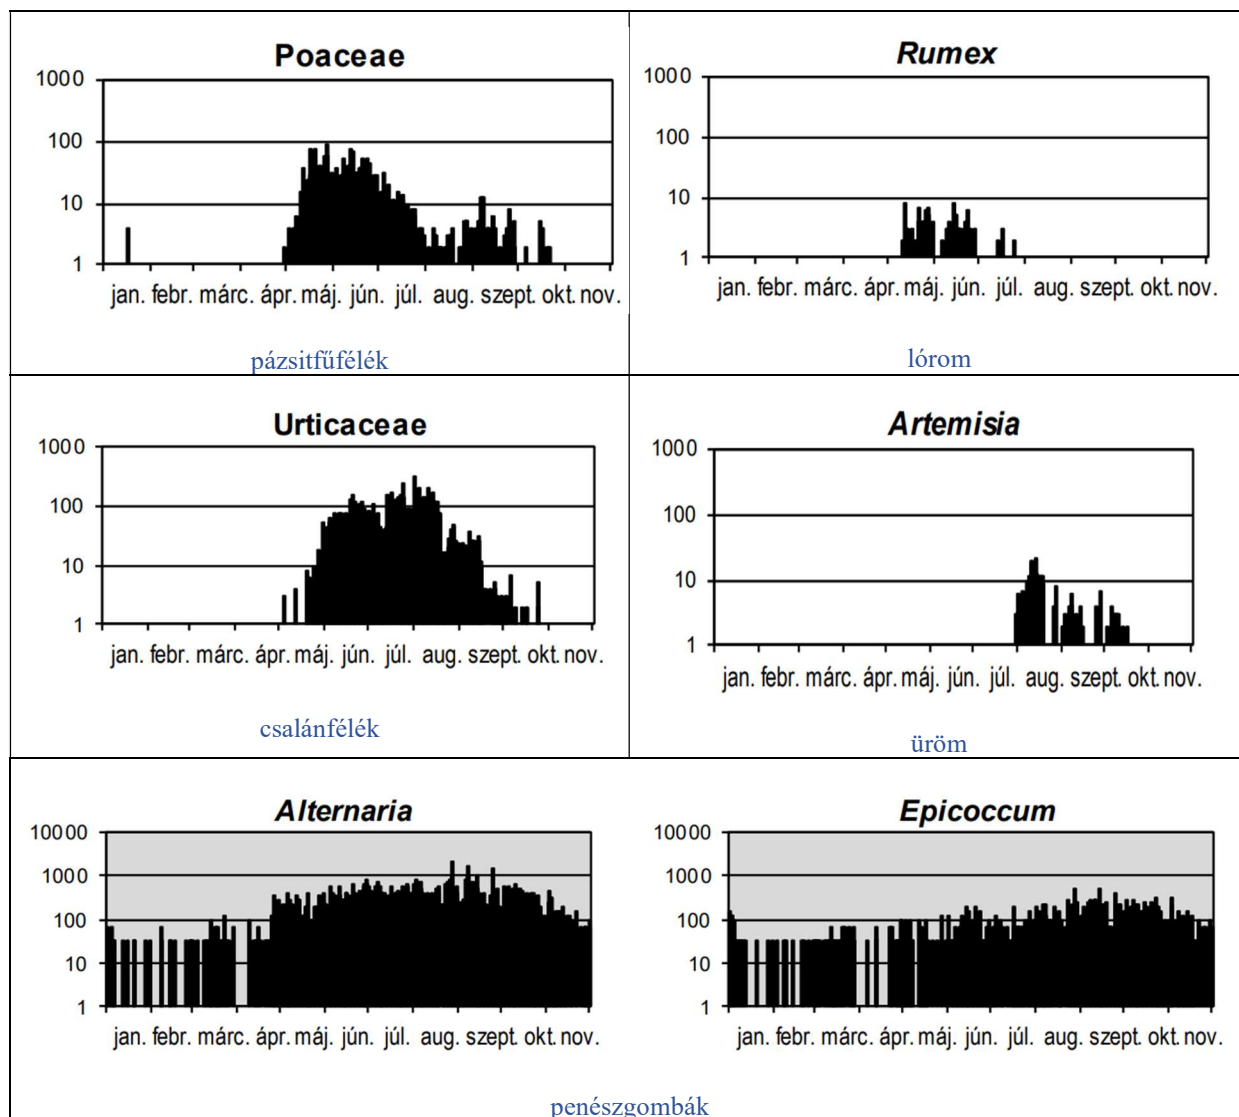 Poaceae
1000
100
10
1
jan. febr. márc. ápr. máj. jún. júl. aug. szept. okt. nov.
pázsitfűfélék
Rumex
1000
100
10
1
jan. febr. márc. ápr. máj. jún. júl. aug. szept. okt. nov.
lórom
Urticaceae
1000
100
10
1
jan. febr. márc. ápr. máj. jún. júl. aug. szept. okt. nov.
csalánfélék
Artemisia
1000
100
10
1
jan. febr. márc. ápr. máj. jún. júl. aug. szept. okt. nov.
üröm
Alternaria
10000
1000
100
10
1
jan. febr. márc. ápr. máj. jún. júl. aug. szept. okt. nov.
Epicoccum
10000
1000
100
10
1
jan. febr. márc. ápr. máj. jún. júl. aug. szept. okt. nov.
penészgombák